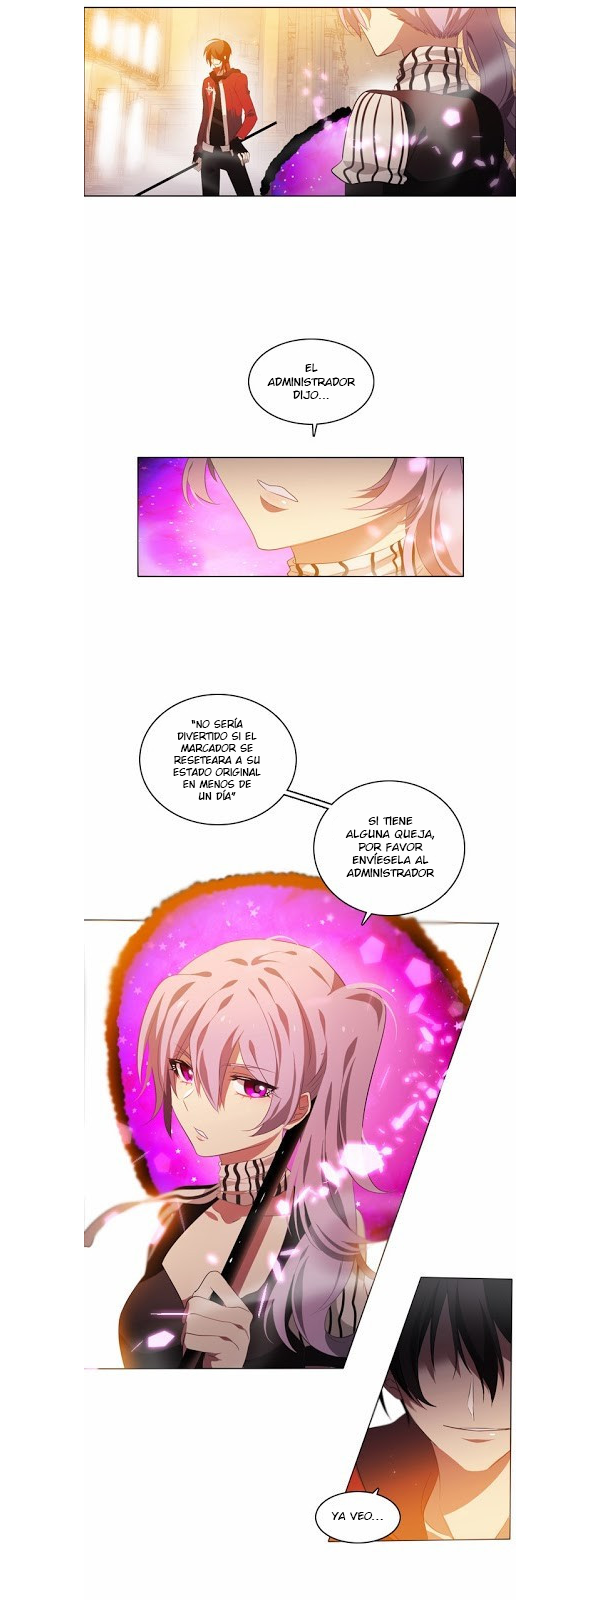 EL
ADMINISTRADOR
DIJO...
"NO SERÍA
DIVERTIDO SI EL
MARCADOR SE
RESETEARA A SU
ESTADO ORIGINAL
EN MENOS DE
UN DÍA"
SI TIENE
ALGUNA QUEJA,
POR FAVOR
ENVÍESELA AL
ADMINISTRADOR
YA VEO...